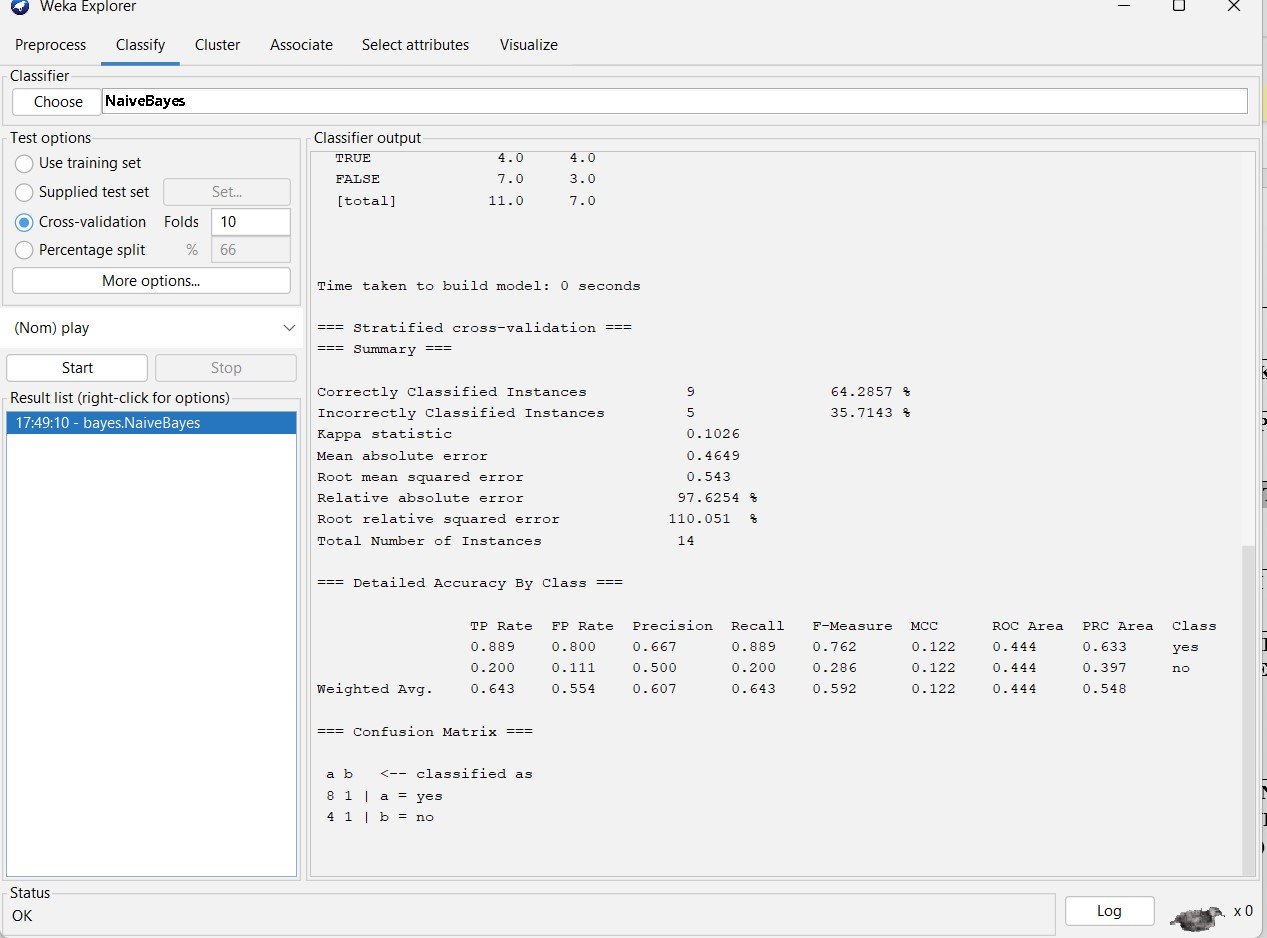 Weka Explorer
Preprocess Classify Cluster Associate Select attributes Visualize
Classifier
Choose NaiveBayes
Test options
Use training set
Supplied test set Set...
Cross-validation Folds 10
Percentage split % 66
More options...
(Nom) play
Start Stop
Result list (right-click for options)
17:49:10 - bayes.NaiveBayes
Classifier output
TRUE 4.0 4.0
FALSE 7.0 3.0
[total] 11.0 7.0
Time taken to build model: 0 seconds
=== Stratified cross-validation ===
=== Summary ===
Correctly Classified Instances 9 64.2857 %
Incorrectly Classified Instances 5 35.7143 %
Kappa statistic 0.1026
Mean absolute error 0.4649
Root mean squared error 0.543
Relative absolute error 97.6254 %
Root relative squared error 110.051 %
Total Number of Instances 14
=== Detailed Accuracy By Class ===
TP Rate FP Rate Precision Recall F-Measure MCC ROC Area PRC Area Class
0.889 0.800 0.667 0.889 0.762 0.122 0.444 0.633 yes
0.200 0.111 0.500 0.200 0.286 0.122 0.444 0.397 no
Weighted Avg. 0.643 0.554 0.607 0.643 0.592 0.122 0.444 0.548
=== Confusion Matrix ===
a b <-- classified as
8 1 | a = yes
4 1 | b = no
Status
OK
Log x 0